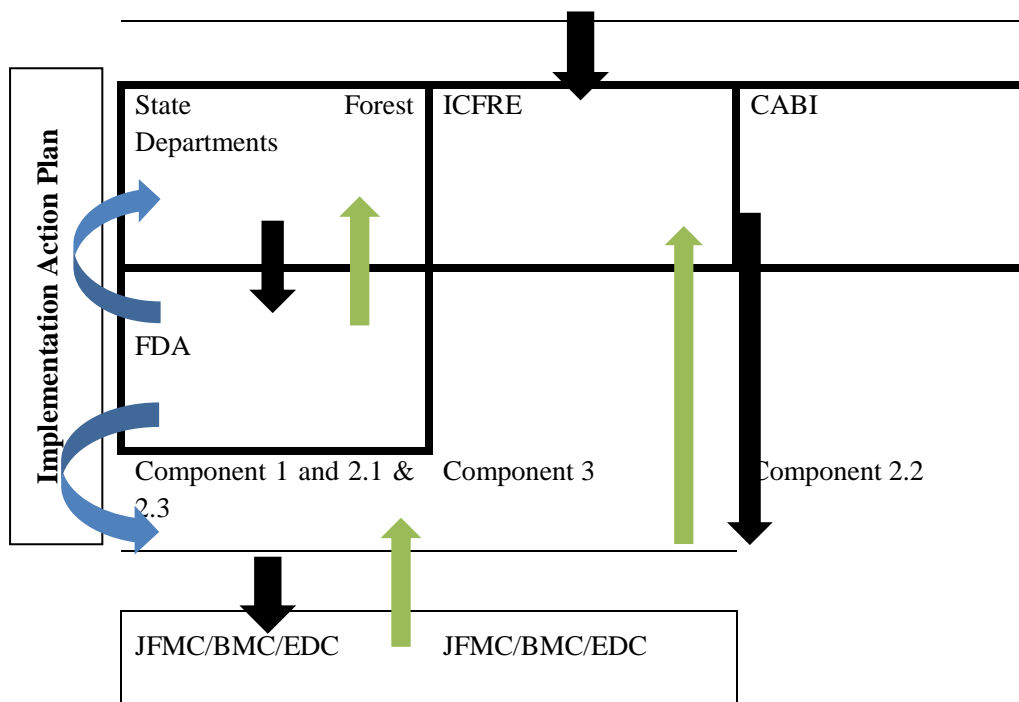 Implementation Action Plan
State Forest
Departments
ICFRE
CABI
FDA
Component 1 and 2.1 &
2.3
Component 3
Component 2.2
JFMC/BMC/EDC
JFMC/BMC/EDC